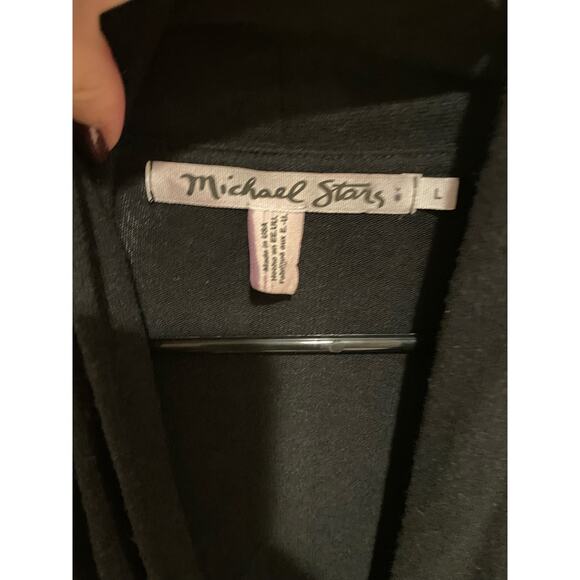 Michael Stars
L
Made in USA
Hecho en EE.UU.
Fabriqué aux E.-U.